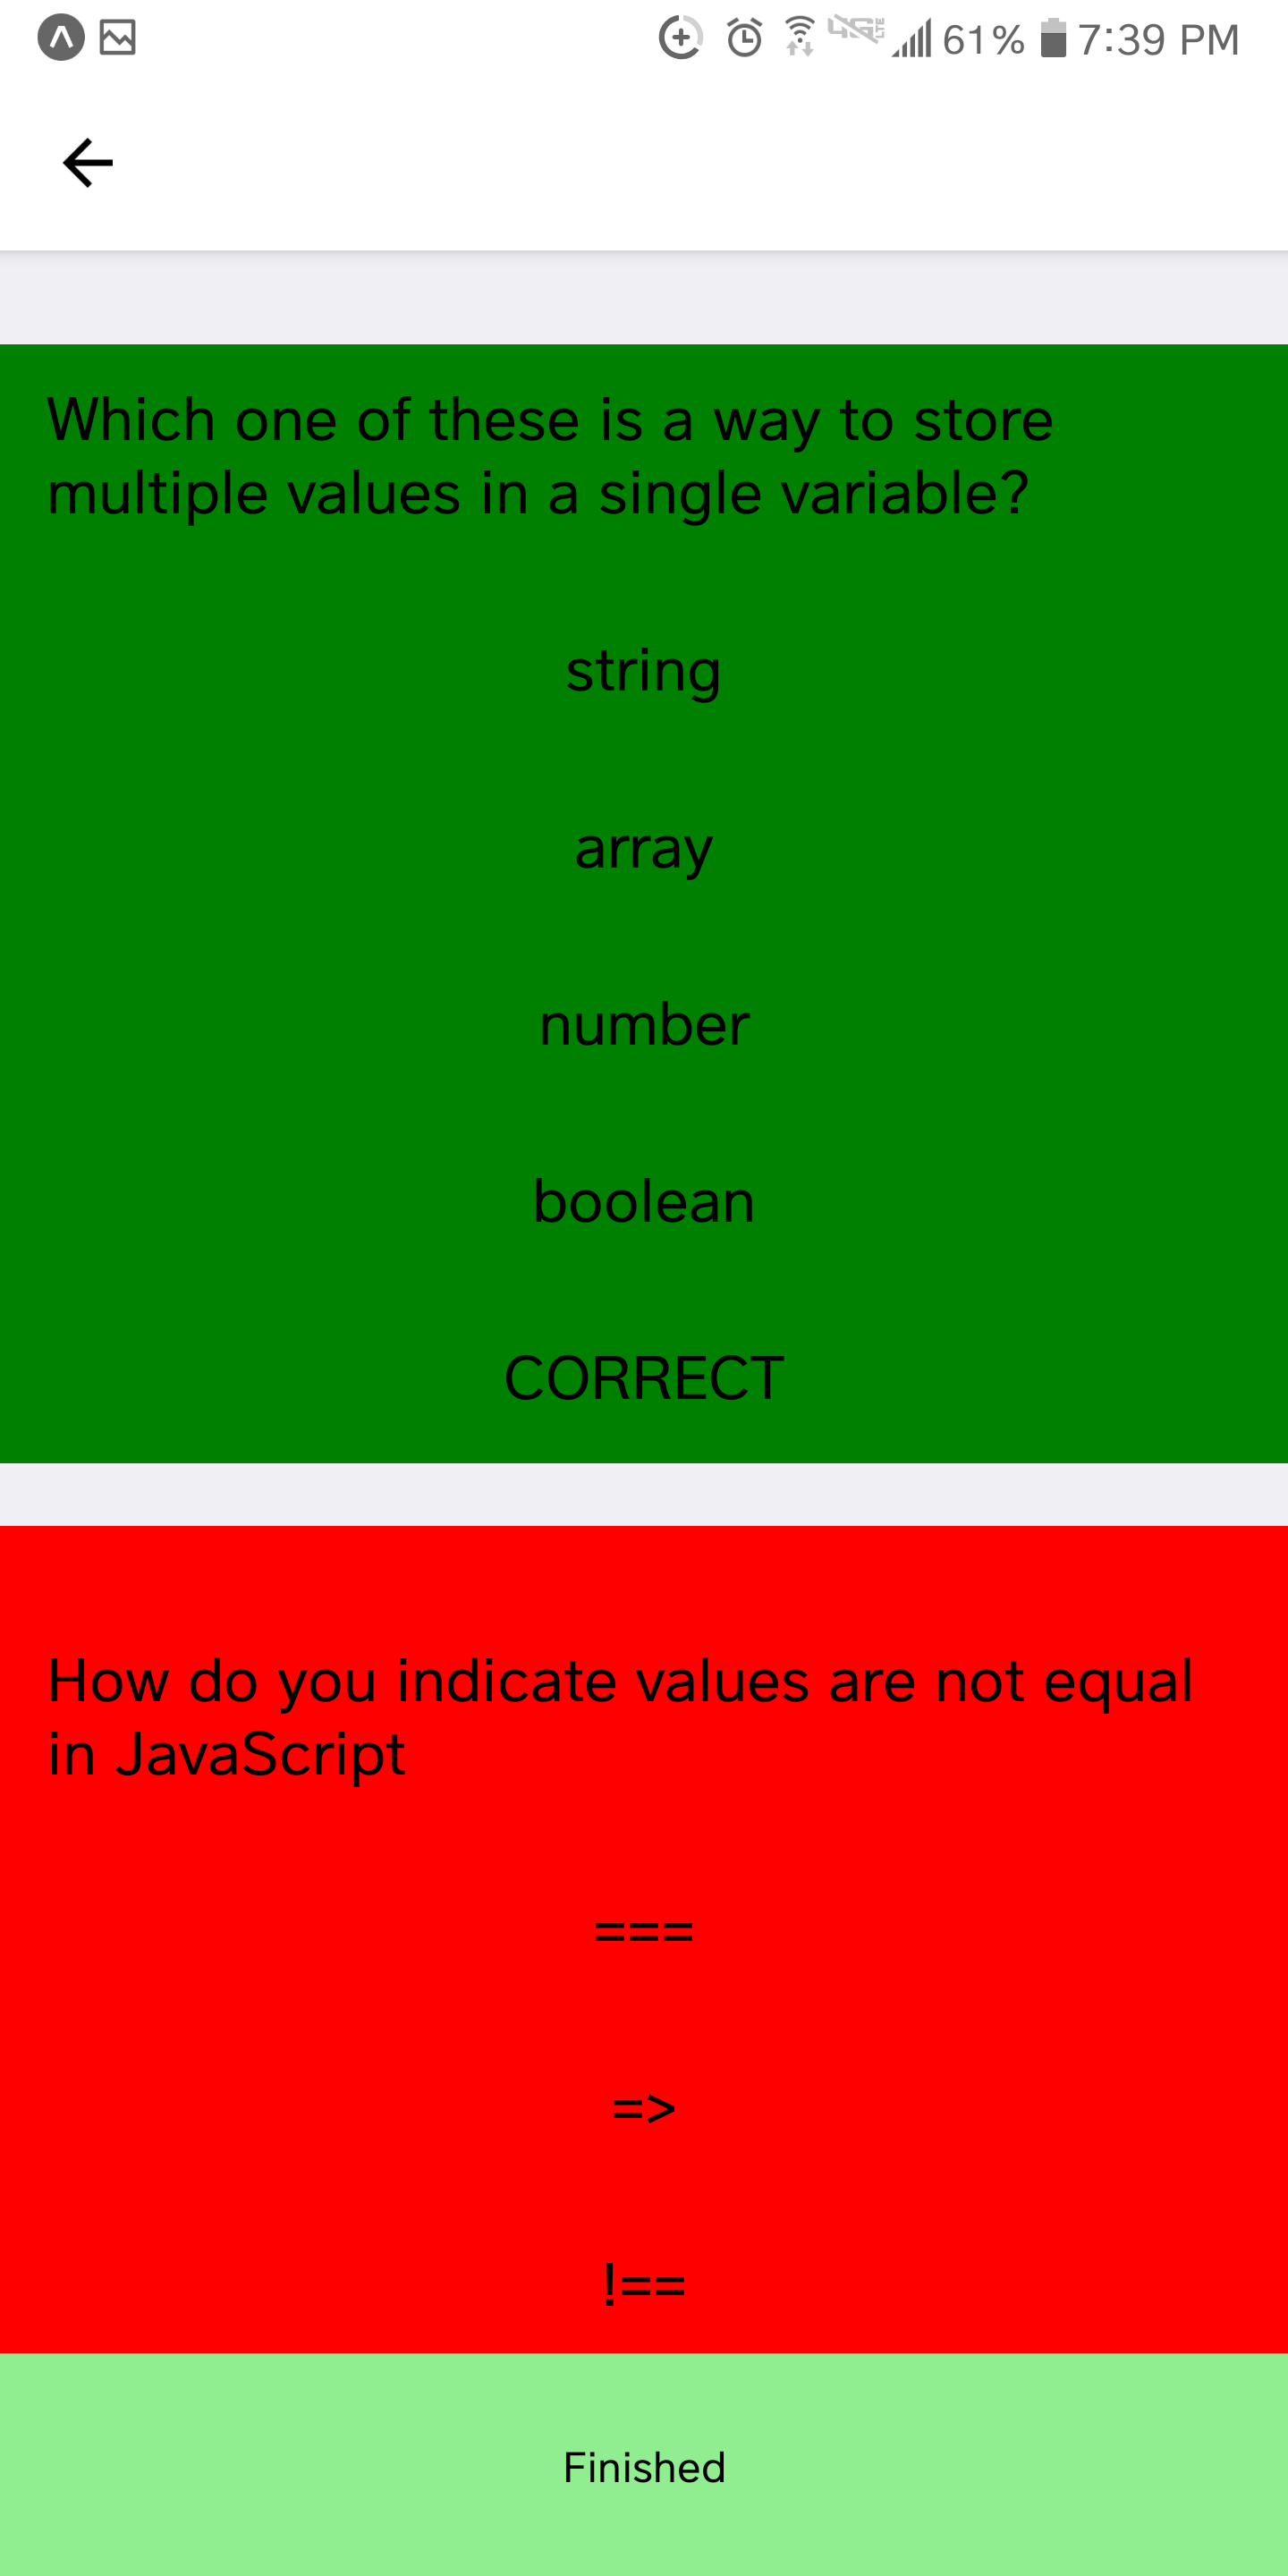 61% 7:39 PM
Which one of these is a way to store
multiple values in a single variable?
string
array
number
boolean
CORRECT
How do you indicate values are not equal
in JavaScript
===
=>
!==
Finished